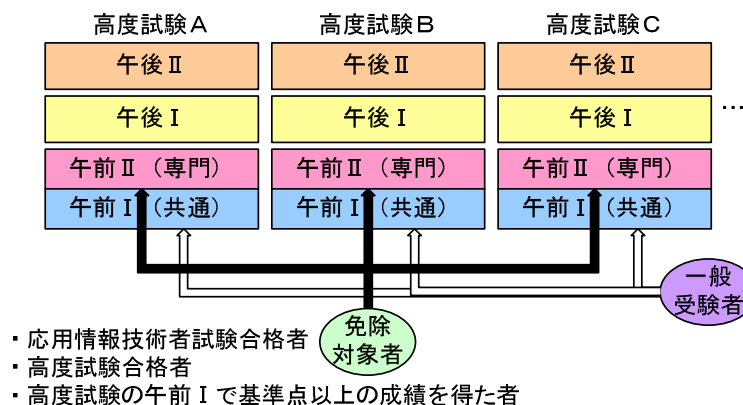 高度試験A 高度試験B 高度試験C
午後Ⅱ 午後Ⅱ 午後Ⅱ
午後Ⅰ 午後Ⅰ 午後Ⅰ
…
午前Ⅱ(専門) 午前Ⅱ(専門) 午前Ⅱ(専門)
午前Ⅰ(共通) 午前Ⅰ(共通) 午前Ⅰ(共通)
一般
受験者
免除
対象者
・応用情報技術者試験合格者
・高度試験合格者
・高度試験の午前Ⅰで基準点以上の成績を得た者